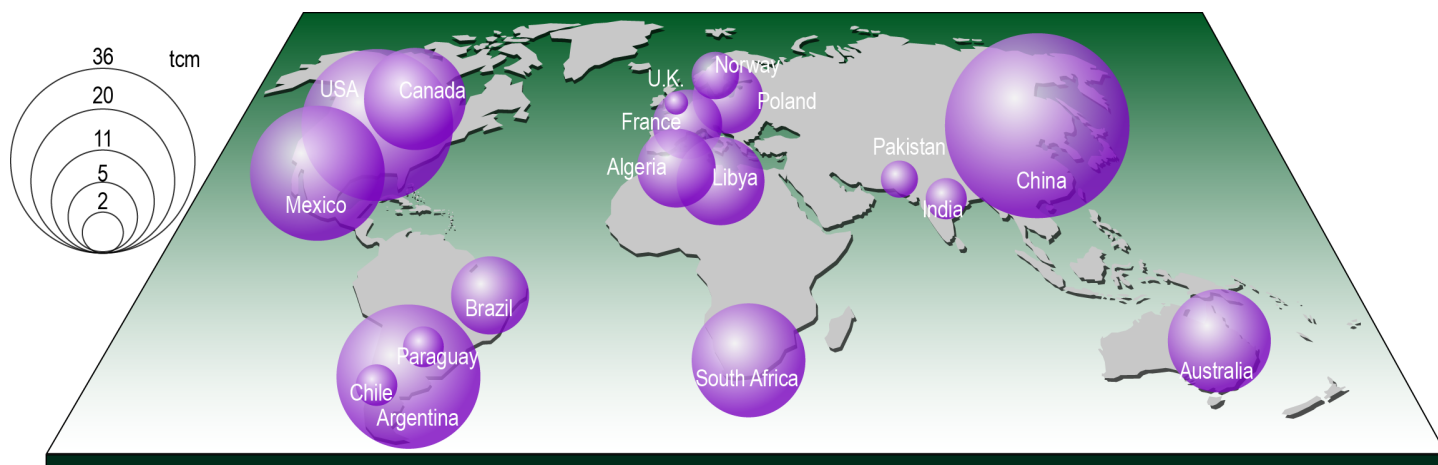 36 tcm
20
11
5
2
USA
Canada
Mexico
U.K.
Norway
Poland
France
Algeria
Libya
Pakistan
India
China
Brazil
Paraguay
Chile
Argentina
South Africa
Australia